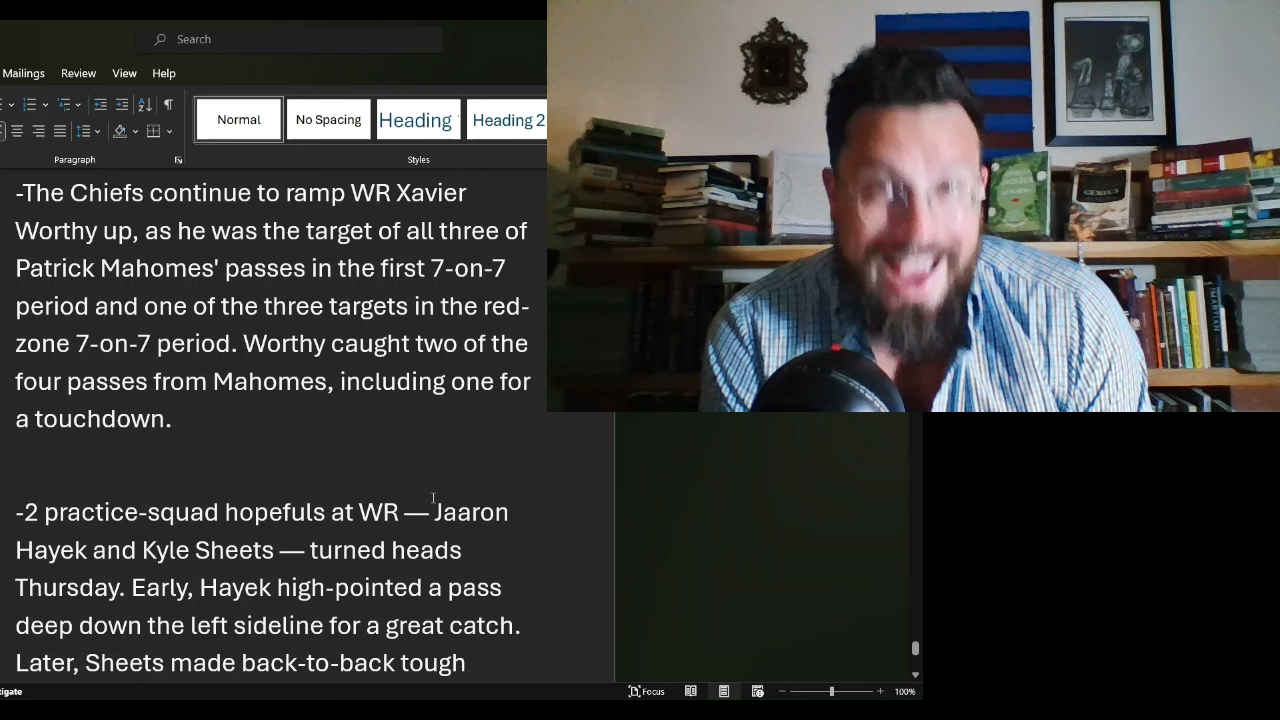 Search
Mailings Review View Help
Normal
No Spacing
Heading
Heading 2
Paragraph
Styles
-The Chiefs continue to ramp WR Xavier
Worthy up, as he was the target of all three of
Patrick Mahomes' passes in the first 7-on-7
period and one of the three targets in the red-
zone 7-on-7 period. Worthy caught two of the
four passes from Mahomes, including one for
a touchdown.
-2 practice-squad hopefuls at WR — Jaaron
Hayek and Kyle Sheets — turned heads
Thursday. Early, Hayek high-pointed a pass
deep down the left sideline for a great catch.
Later, Sheets made back-to-back tough
Focus
100%
GENIUS